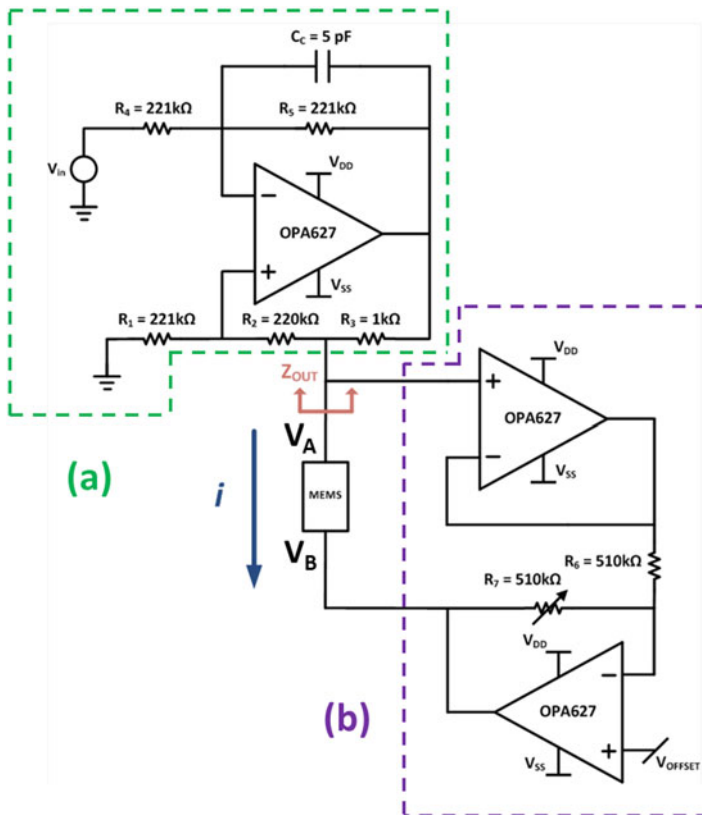 C_C = 5 pF
R_4 = 221kΩ
R_5 = 221kΩ
V_in
V_DD
−
OPA627
+
V_SS
R_1 = 221kΩ
R_2 = 220kΩ
R_3 = 1kΩ
Z_OUT
V_DD
+
OPA627
−
V_SS
(a)
V_A
i
MEMS
V_B
R_6 = 510kΩ
R_7 = 510kΩ
V_DD
−
OPA627
+
V_SS
V_OFFSET
(b)